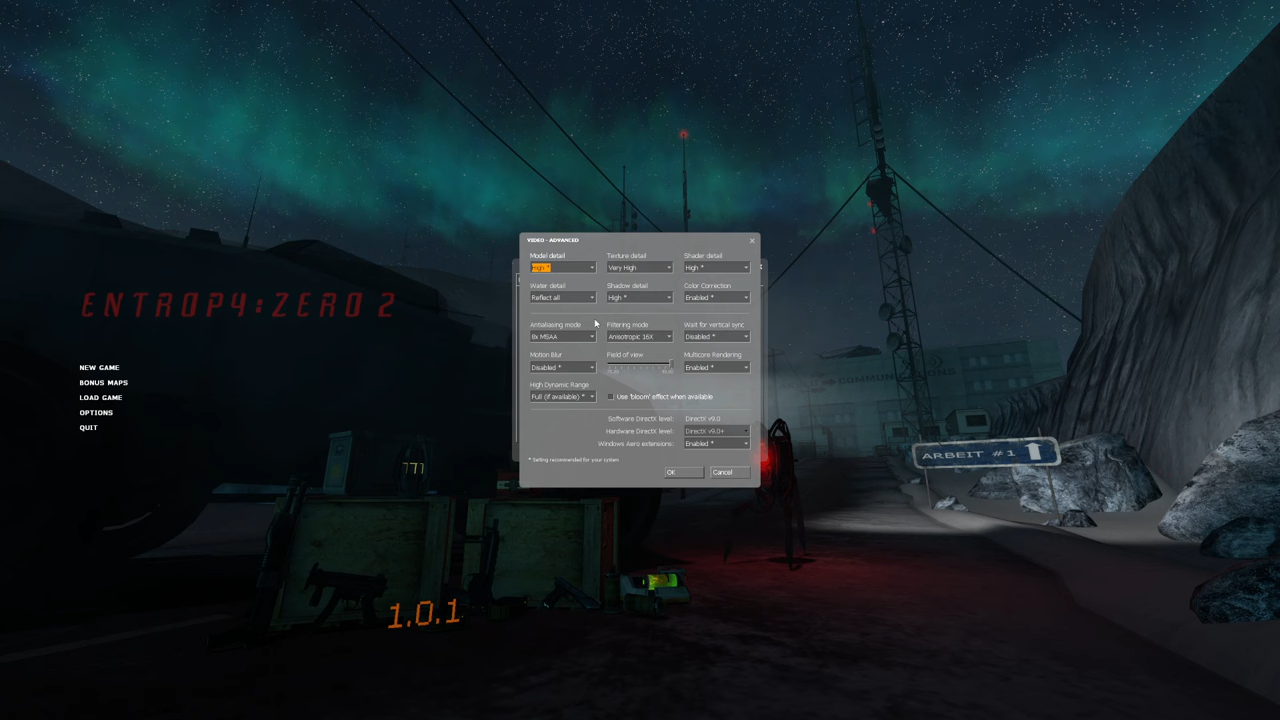 VIDEO - ADVANCED
Model detail Texture detail Shader detail
High * Very High High *
Water detail Shadow detail Color Correction
Reflect all High * Enabled *
Antialiasing mode Filtering mode Wait for vertical sync
8x MSAA Anisotropic 16X Disabled *
Motion Blur Field of view Multicore Rendering
Disabled * Enabled *
High Dynamic Range
Full (if available) * Use 'bloom' effect when available
Software DirectX level: DirectX v9.0
Hardware DirectX level: DirectX v9.0+
Windows Aero extensions: Enabled *
* Setting recommended for your system
OK Cancel
ENTROP4:ZERO 2
NEW GAME
BONUS MAPS
LOAD GAME
OPTIONS
QUIT
COMMUNICATIONS
ARBEIT #1
771
1.0.1